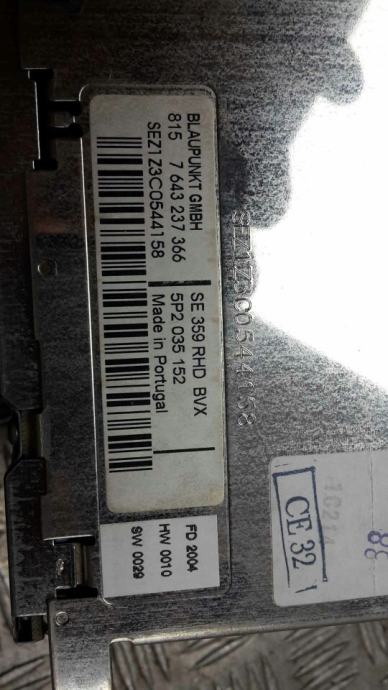 BLAUPUNKT GMBH
815 7 643 237 366
SEZ1Z3C0544158
SE 359 RHD BVX
5P2 035 152
Made in Portugal
FD 2004
HW 0010
SW 0029
SEZ1Z3C0544158
CE 32
88